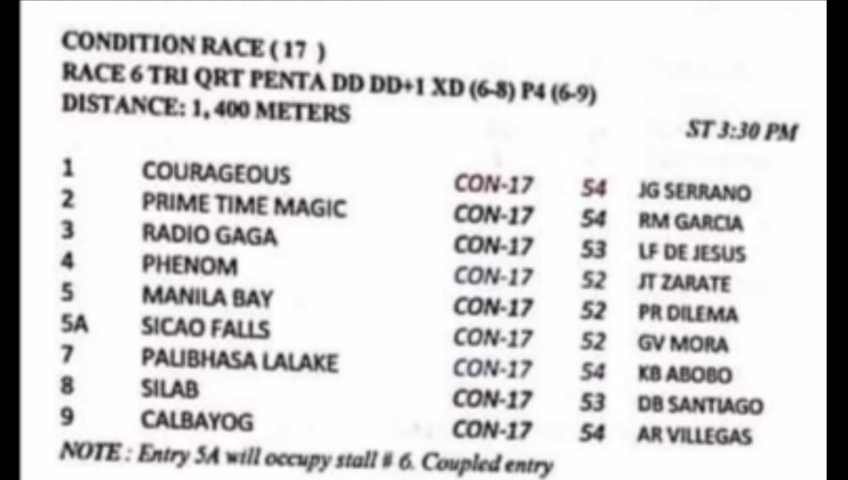 CONDITION RACE ( 17 )
RACE 6 TRI QRT PENTA DD DD+1 XD (6-8) P4 (6-9)
DISTANCE: 1, 400 METERS
ST 3:30 PM
1 COURAGEOUS CON-17 54 JG SERRANO
2 PRIME TIME MAGIC CON-17 54 RM GARCIA
3 RADIO GAGA CON-17 53 LF DE JESUS
4 PHENOM CON-17 52 JT ZARATE
5 MANILA BAY CON-17 52 PR DILEMA
5A SICAO FALLS CON-17 52 GV MORA
7 PALIBHASA LALAKE CON-17 54 KB ABOBO
8 SILAB CON-17 53 DB SANTIAGO
9 CALBAYOG CON-17 54 AR VILLEGAS
NOTE : Entry 5A will occupy stall # 6. Coupled entry